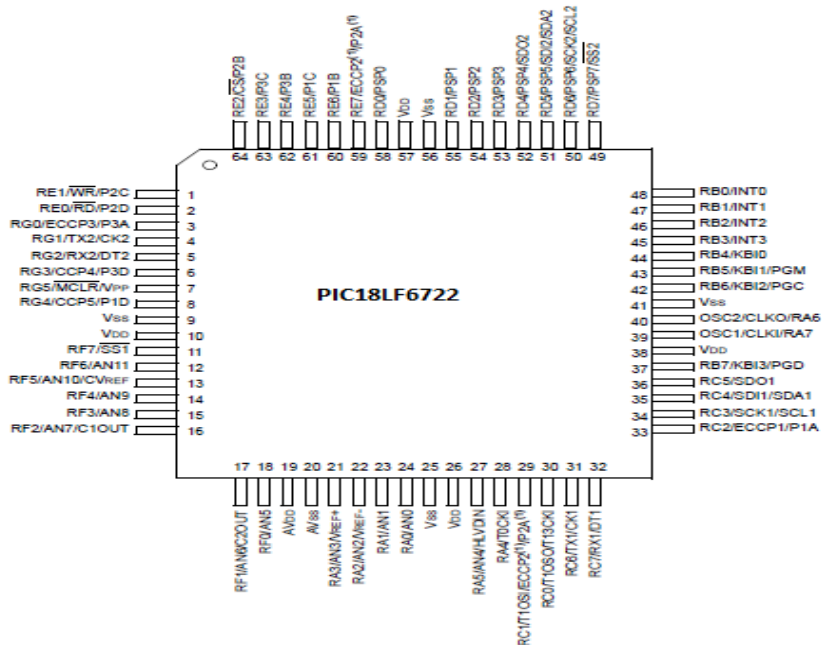 RE2/CS/P2B
RE3/P3C
RE4/P3B
RE5/P1C
RE6/P1B
RE7/ECCP2(1)/P2A(1)
RD0/PSP0
VDD
VSS
RD1/PSP1
RD2/PSP2
RD3/PSP3
RD4/PSP4/SDO2
RD5/PSP5/SDI2/SDA2
RD6/PSP6/SCK2/SCL2
RD7/PSP7/SS2
64 63 62 61 60 59 58 57 56 55 54 53 52 51 50 49
RE1/WR/P2C 1
RE0/RD/P2D 2
RG0/ECCP3/P3A 3
RG1/TX2/CK2 4
RG2/RX2/DT2 5
RG3/CCP4/P3D 6
RG5/MCLR/VPP 7
RG4/CCP5/P1D 8
VSS 9
VDD 10
RF7/SS1 11
RF6/AN11 12
RF5/AN10/CVREF 13
RF4/AN9 14
RF3/AN8 15
RF2/AN7/C1OUT 16
PIC18LF6722
48 RB0/INT0
47 RB1/INT1
46 RB2/INT2
45 RB3/INT3
44 RB4/KBI0
43 RB5/KBI1/PGM
42 RB6/KBI2/PGC
41 VSS
40 OSC2/CLKO/RA6
39 OSC1/CLKI/RA7
38 VDD
37 RB7/KBI3/PGD
36 RC5/SDO1
35 RC4/SDI1/SDA1
34 RC3/SCK1/SCL1
33 RC2/ECCP1/P1A
17 18 19 20 21 22 23 24 25 26 27 28 29 30 31 32
RF1/AN6/C2OUT
RF0/AN5
AVDD
AVSS
RA3/AN3/VREF+
RA2/AN2/VREF-
RA1/AN1
RA0/AN0
VSS
VDD
RA5/AN4/HLVDIN
RA4/T0CKI
RC1/T1OSI/ECCP2(1)/P2A(1)
RC0/T1OSO/T13CKI
RC6/TX1/CK1
RC7/RX1/DT1